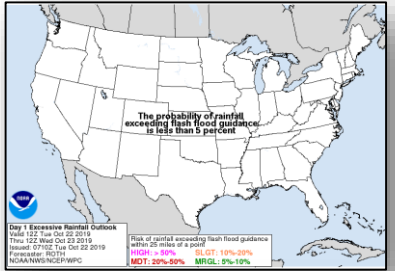 The probability of rainfall
exceeding flash flood guidance
is less than 5 percent
NOAA
Day 1 Excessive Rainfall Outlook
Valid 12Z Tue Oct 22 2019
Thru 12Z Wed Oct 23 2019
Issued: 0710Z Tue Oct 22 2019
Forecaster: ROTH
NOAA/NWS/NCEP/WPC
Risk of rainfall exceeding flash flood guidance
within 25 miles of a point
HIGH: > 50% SLGT: 10%-20%
MDT: 20%-50% MRGL: 5%-10%